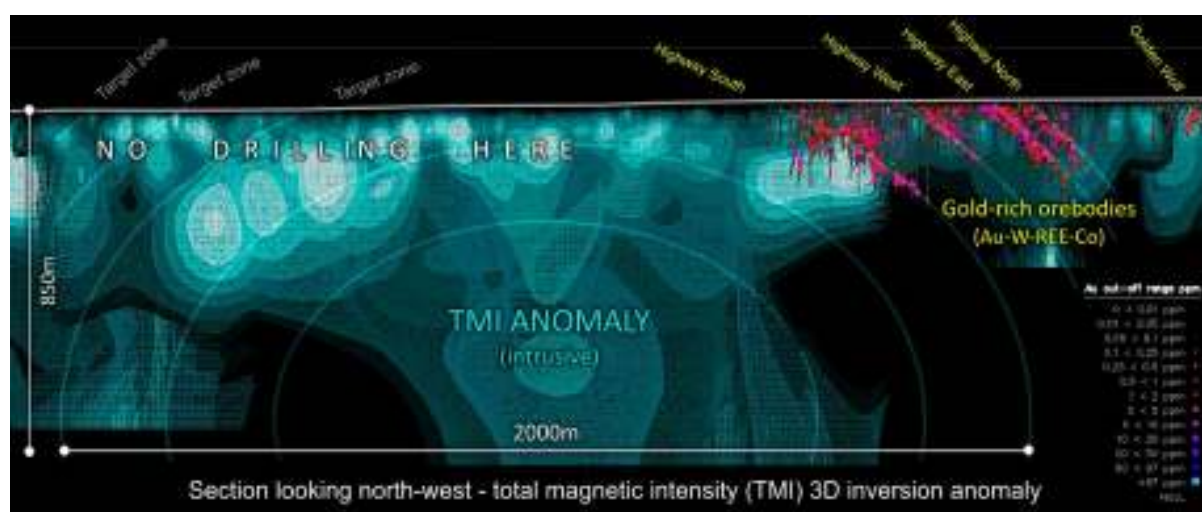 Target zone
Target zone
Target zone
Highway South
Highway West
Highway East
Highway North
NO DRILLING HERE
Gold-rich orebodies
(Au-W-REE-Co)
850m
TMI ANOMALY
(intrusive)
2000m
Au cut-off range ppm
Section looking north-west - total magnetic intensity (TMI) 3D inversion anomaly